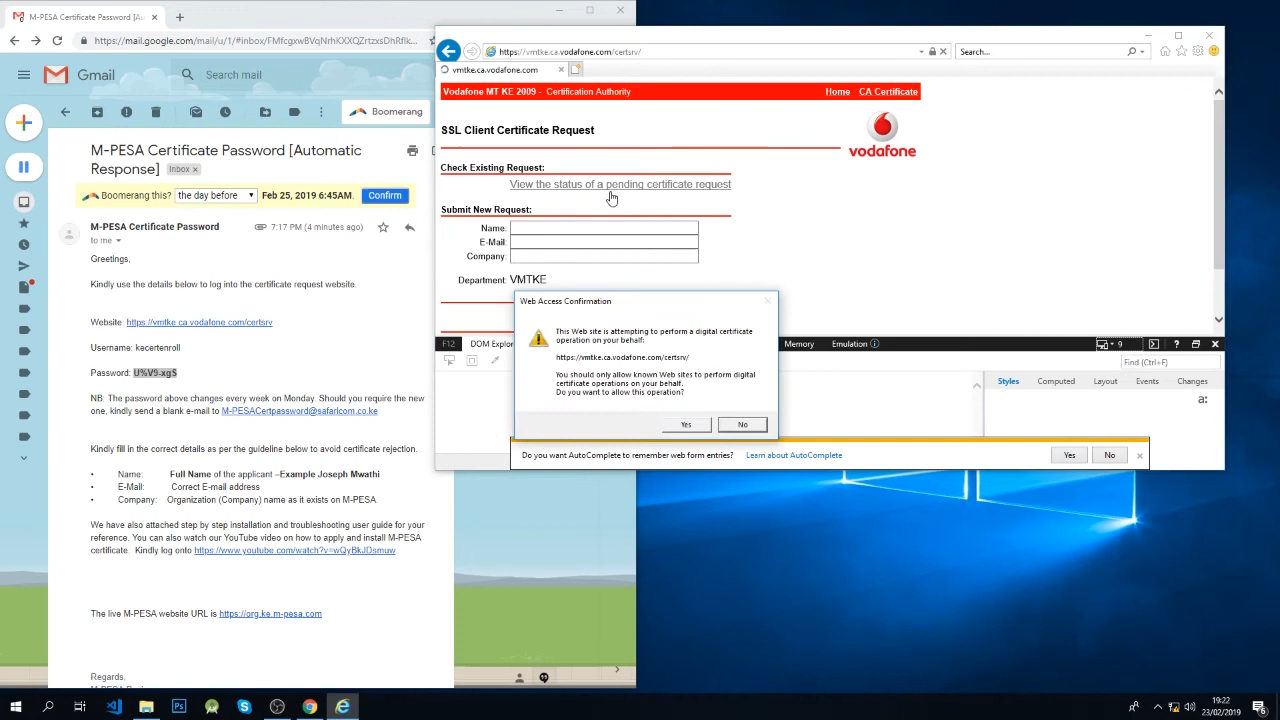 M-PESA Certificate Password [Au
https://mail.google.com/mail/u/1/#inbox/FMfcgxwBVqNrhKXXQZrtzxsDhRflk
Gmail
Search mail
Boomerang
M-PESA Certificate Password [Automatic
Response]
Inbox x
Boomerang this?
the day before
Feb 25, 2019 6:45AM.
Confirm
M-PESA Certificate Password
7:17 PM (4 minutes ago)
to me
Greetings,
Kindly use the details below to log into the certificate request website.
Website: https://vmtke.ca.vodafone.com/certsrv
Username: kecertenroll
Password: U%V9-xgS
NB: The password above changes every week on Monday. Should you require the new
one, kindly send a blank e-mail to M-PESACertpassword@safaricom.co.ke
Kindly fill in the correct details as per the guideline below to avoid certificate rejection.
• Name: Full Name of the applicant –Example Joseph Mwathi
• E-Mail: Correct E-mail address
• Company: Organization (Company) name as it exists on M-PESA.
We have also attached step by step installation and troubleshooting user guide for your
reference. You can also watch our YouTube video on how to apply and install M-PESA
certificate. Kindly log onto https://www.youtube.com/watch?v=wQyBkJDsmuw
The live M-PESA website URL is https://org.ke.m-pesa.com
Regards,
https://vmtke.ca.vodafone.com/certsrv/
Search...
vmtke.ca.vodafone.com
Vodafone MT KE 2009 - Certification Authority
Home
CA Certificate
SSL Client Certificate Request
vodafone
Check Existing Request:
View the status of a pending certificate request
Submit New Request:
Name:
E-Mail:
Company:
Department: VMTKE
Web Access Confirmation
This Web site is attempting to perform a digital certificate
operation on your behalf:
https://vmtke.ca.vodafone.com/certsrv/
You should only allow known Web sites to perform digital
certificate operations on your behalf.
Do you want to allow this operation?
Yes
No
F12
DOM Explor
Memory
Emulation
9
Find (Ctrl+F)
Styles
Computed
Layout
Events
Changes
a:
Do you want AutoComplete to remember web form entries?
Learn about AutoComplete
Yes
No
Ps
19:22
23/02/2019
6